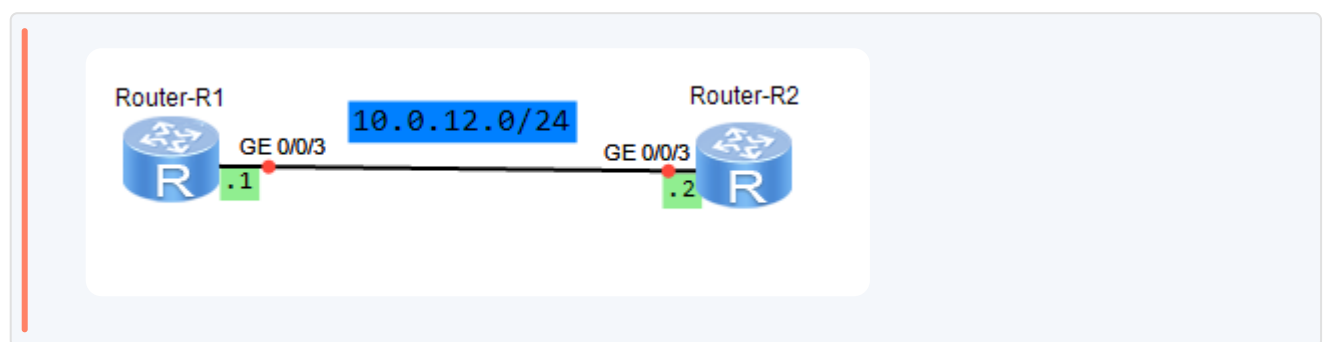 Router-R1
Router-R2
10.0.12.0/24
GE 0/0/3
GE 0/0/3
.1
.2
R
R